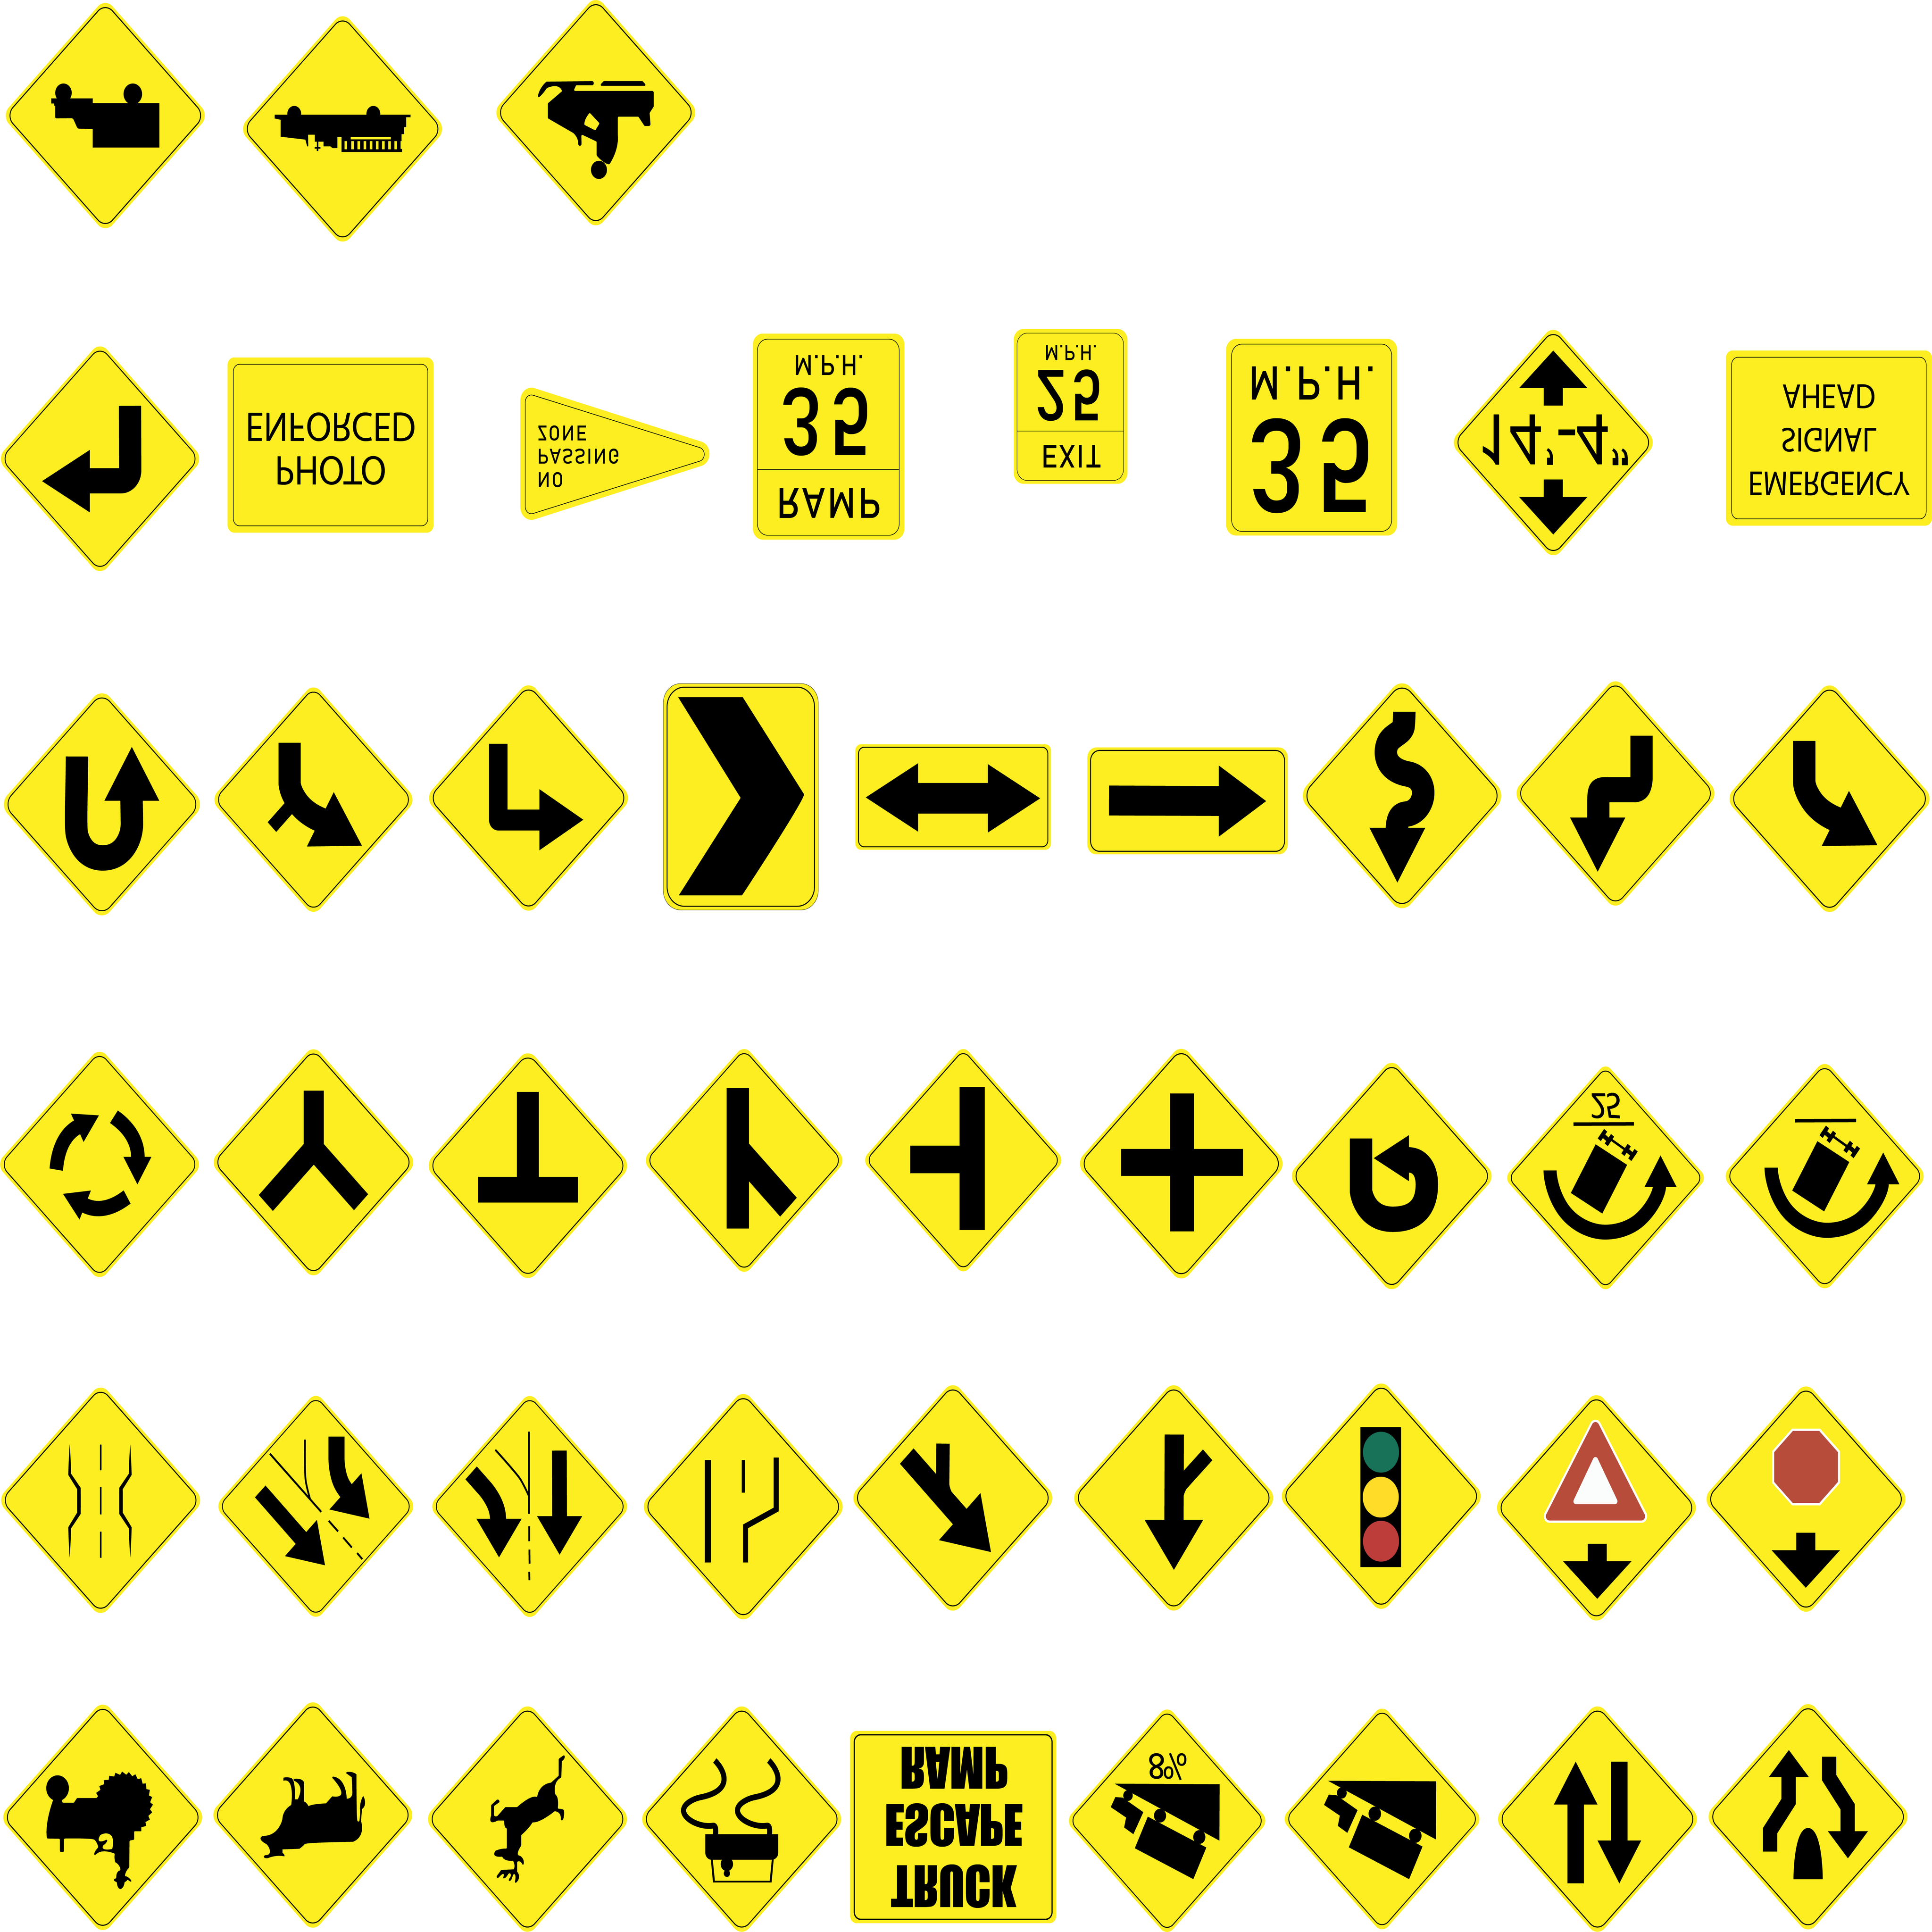 PHOTO
ENFORCED
NO
PASSING
ZONE
RAMP
35
M.P.H.
EXIT
25
M.P.H.
35
M.P.H.
14'-4"
EMERGENCY
SIGNAL
AHEAD
25
TRUCK
ESCAPE
RAMP
8%